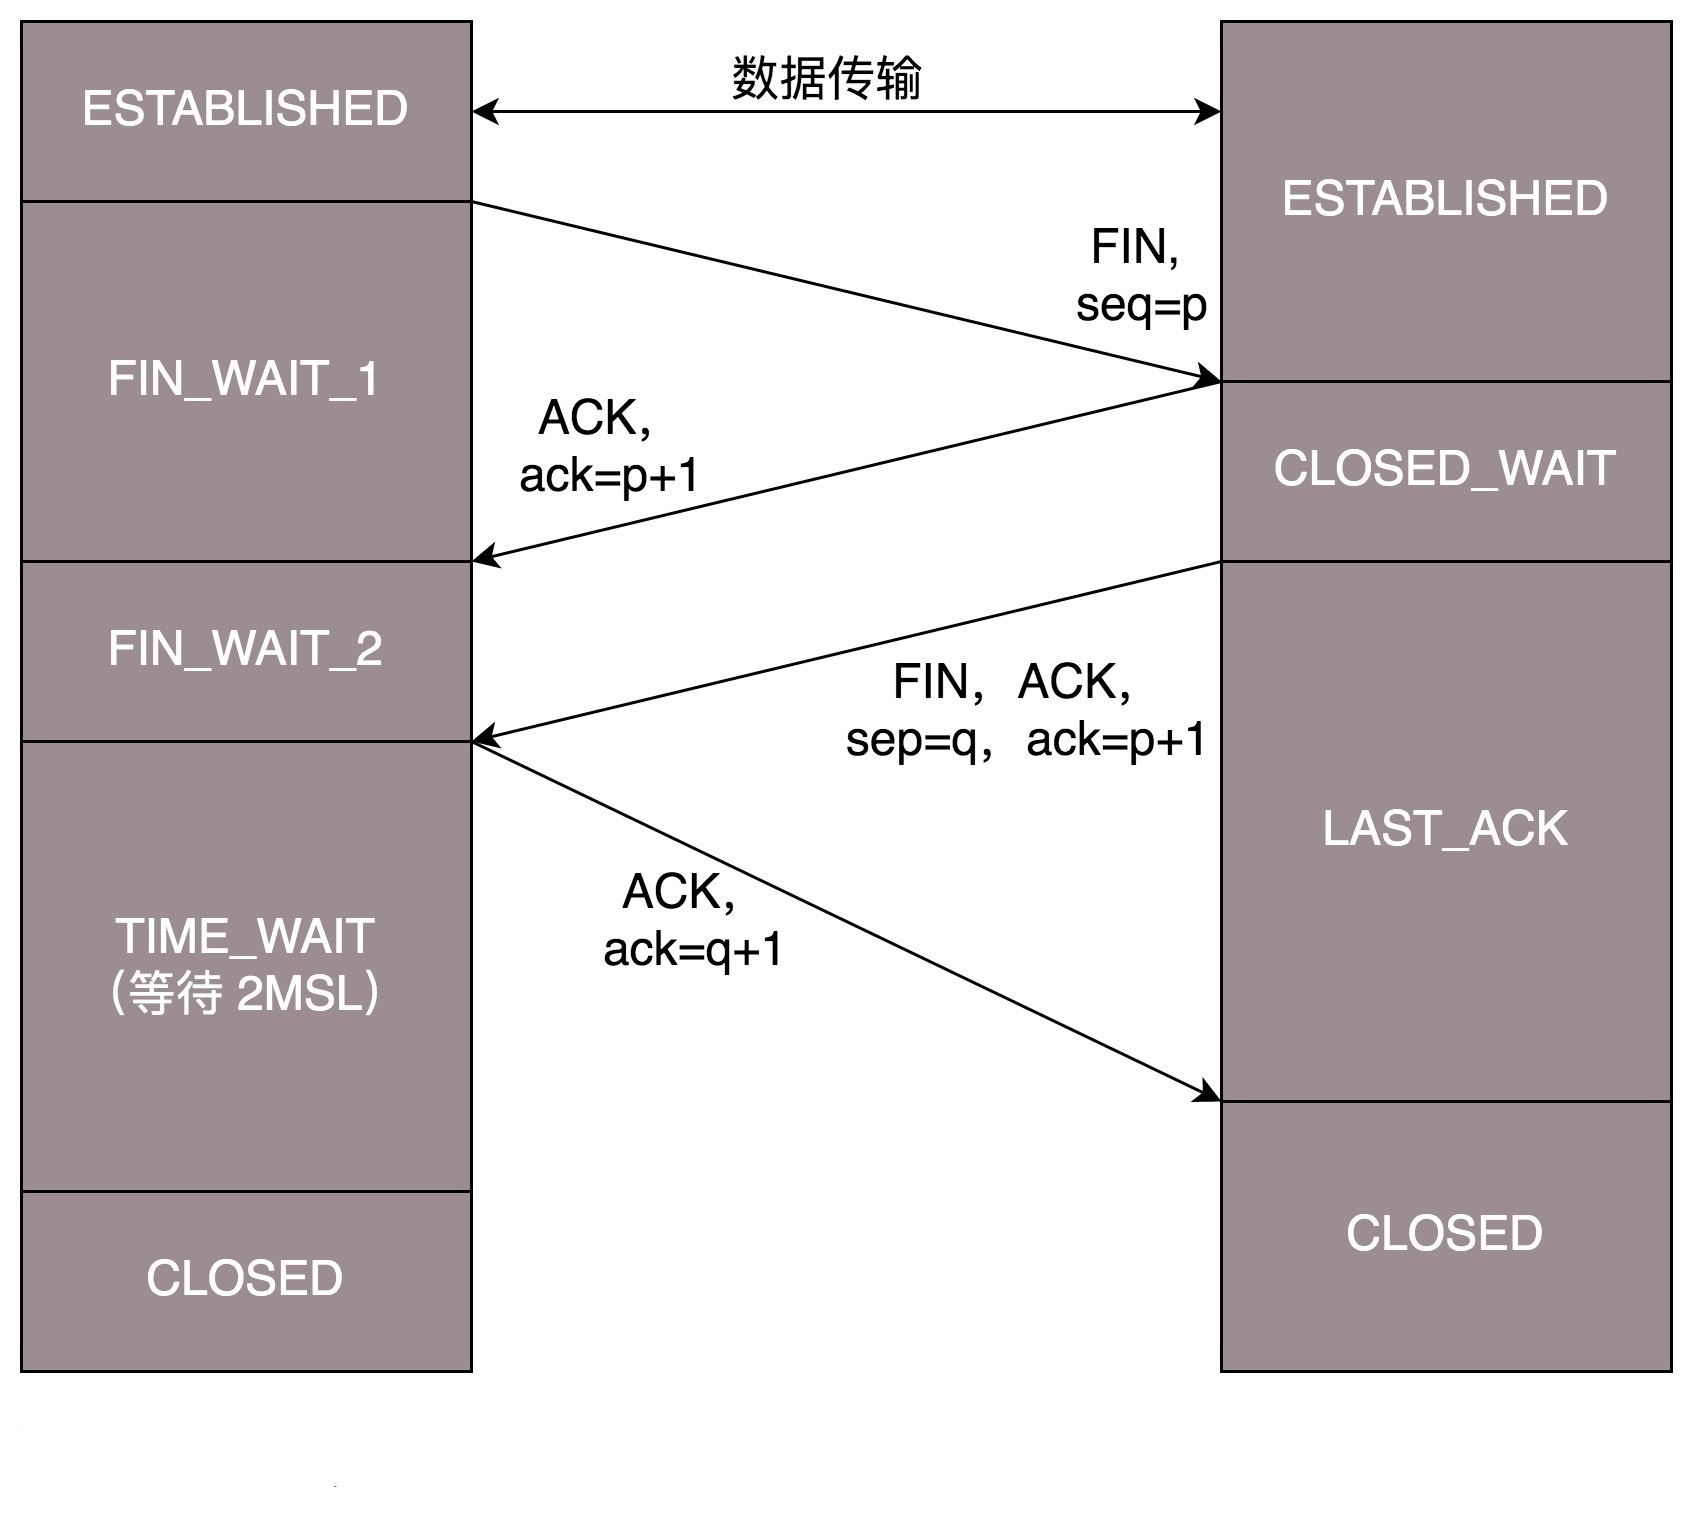 数据传输
ESTABLISHED
ESTABLISHED
FIN,
seq=p
FIN_WAIT_1
ACK，
ack=p+1
CLOSED_WAIT
FIN_WAIT_2
FIN，ACK，
sep=q，ack=p+1
LAST_ACK
ACK，
ack=q+1
TIME_WAIT
(等待 2MSL)
CLOSED
CLOSED